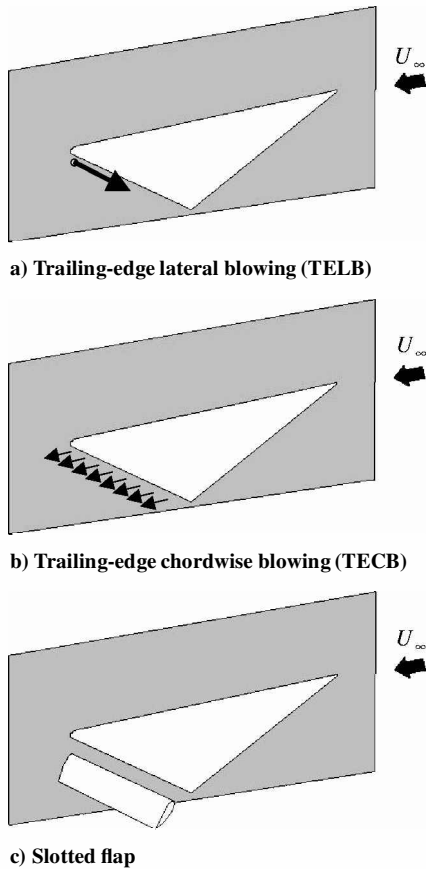 U∞
a) Trailing-edge lateral blowing (TELB)
U∞
b) Trailing-edge chordwise blowing (TECB)
U∞
c) Slotted flap